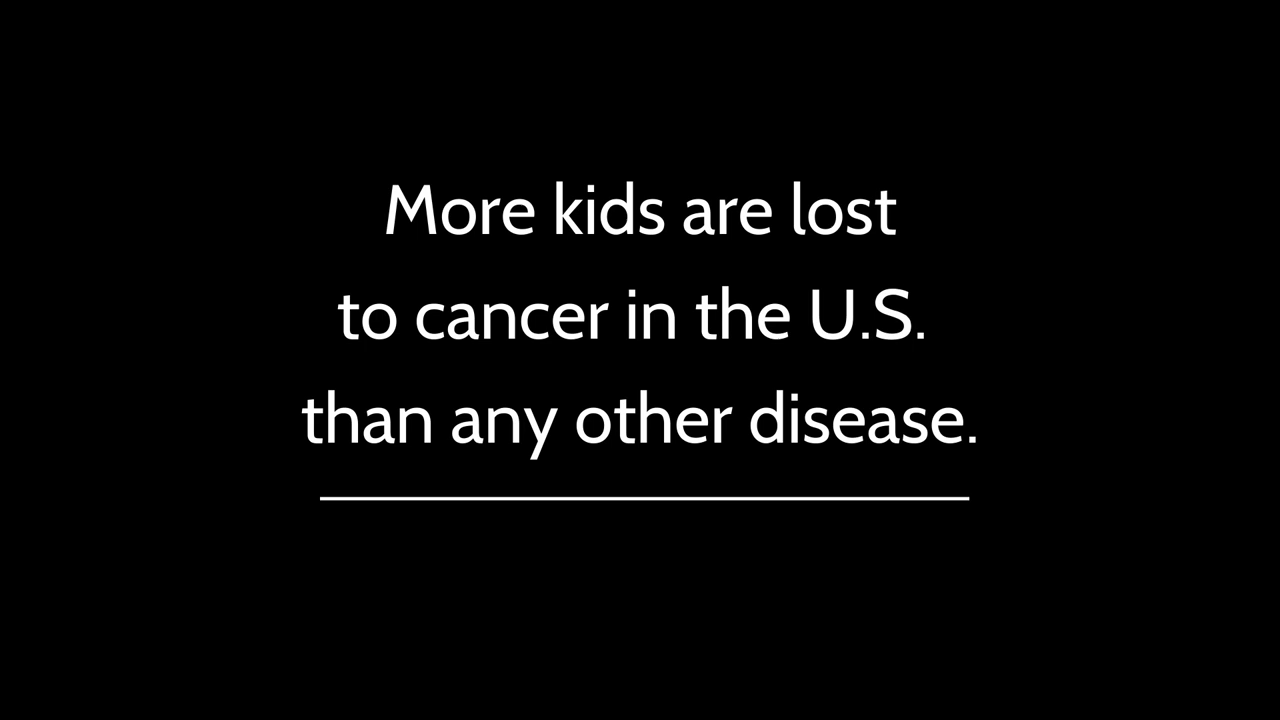 More kids are lost
to cancer in the U.S.
than any other disease.